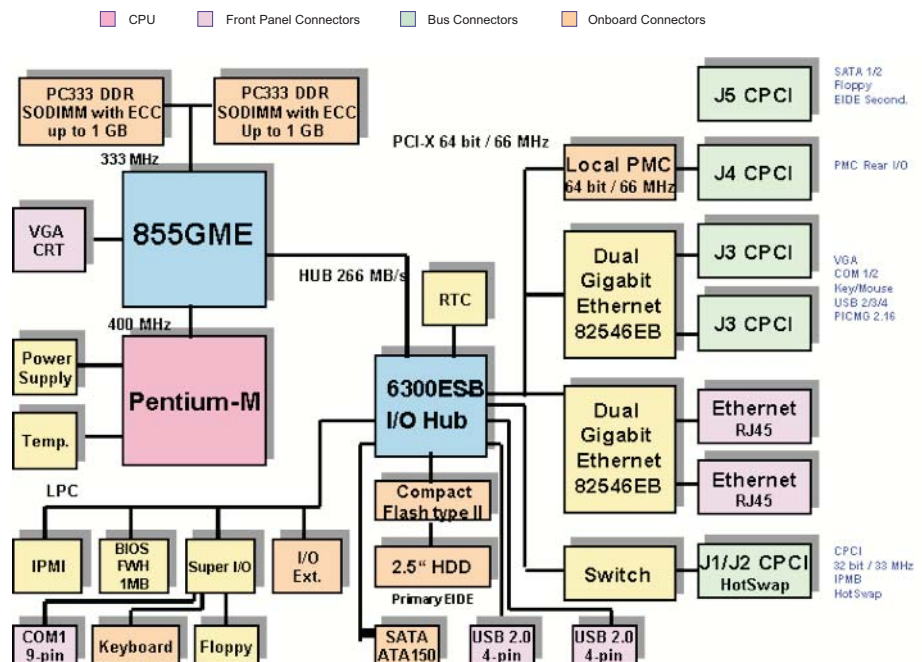 CPU
Front Panel Connectors
Bus Connectors
Onboard Connectors
PC333 DDR
SODIMM with ECC
up to 1 GB
PC333 DDR
SODIMM with ECC
Up to 1 GB
J5 CPCI
SATA 1/2
Floppy
EIDE Second.
333 MHz
PCI-X 64 bit / 66 MHz
Local PMC
64 bit / 66 MHz
J4 CPCI
PMC Rear I/O
VGA
CRT
855GME
HUB 266 MB/s
RTC
Dual
Gigabit
Ethernet
82546EB
J3 CPCI
J3 CPCI
VGA
COM 1/2
Key/Mouse
USB 2/3/4
PICMG 2.16
400 MHz
Power
Supply
Temp.
Pentium-M
6300ESB
I/O Hub
Dual
Gigabit
Ethernet
82546EB
Ethernet
RJ45
Ethernet
RJ45
LPC
Compact
Flash type II
IPMI
BIOS
FWH
1MB
Super I/O
I/O
Ext.
2.5“ HDD
Primary EIDE
Switch
J1/J2 CPCI
HotSwap
CPCI
32 bit / 33 MHz
IPMB
HotSwap
COM1
9-pin
Keyboard
Floppy
SATA
ATA150
USB 2.0
4-pin
USB 2.0
4-pin